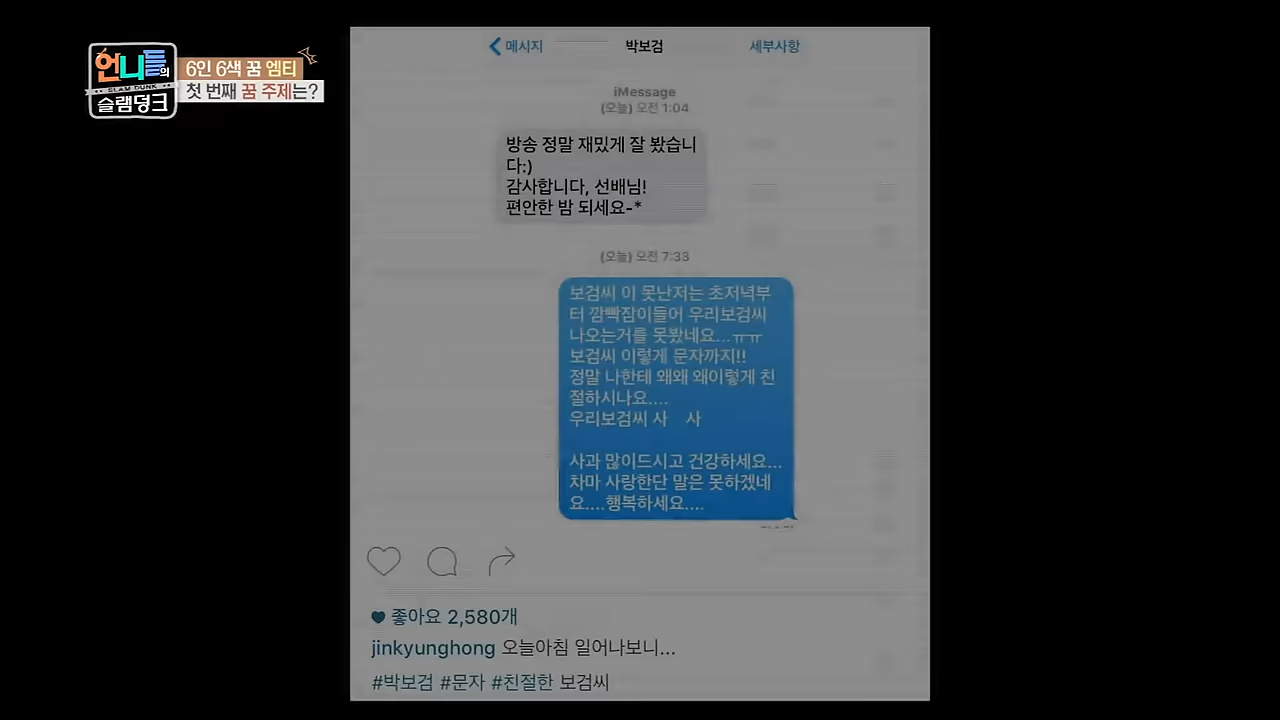 언니들의
SLAM DUNK
슬램덩크
6인 6색 꿈 엠티
첫 번째 꿈 주제는?
메시지
박보검
세부사항
iMessage
(오늘) 오전 1:04
방송 정말 재밌게 잘 봤습니
다:)
감사합니다, 선배님!
편안한 밤 되세요-*
(오늘) 오전 7:33
보검씨 이 못난저는 초저녁부
터 깜빡잠이들어 우리보검씨
나오는거를 못봤네요...ㅠㅠ
보검씨 이렇게 문자까지!!
정말 나한테 왜왜 왜이렇게 친
절하시나요....
우리보검씨 사 사
사과 많이드시고 건강하세요...
차마 사랑한단 말은 못하겠네
요....행복하세요....
좋아요 2,580개
jinkyunghong 오늘아침 일어나보니...
#박보검 #문자 #친절한 보검씨